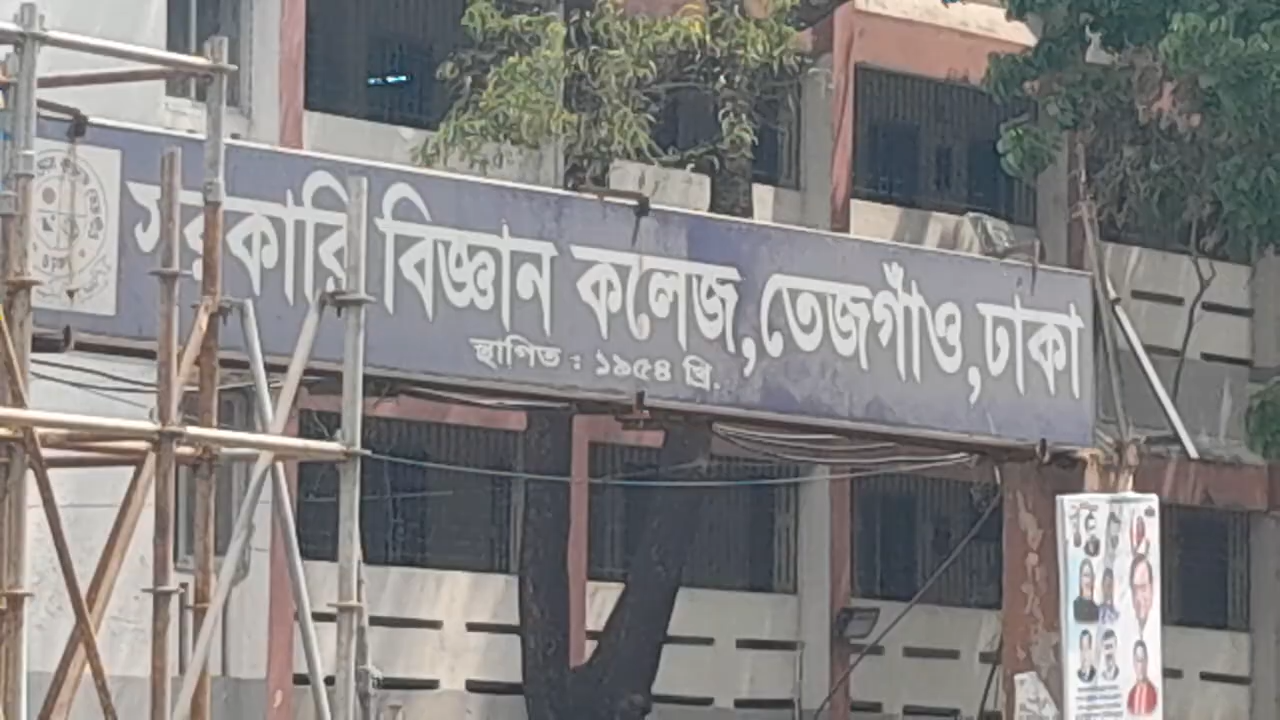 সরকারি বিজ্ঞান কলেজ,তেজগাঁও,ঢাকা
স্থাপিত : ১৯৫৪ খ্রি.